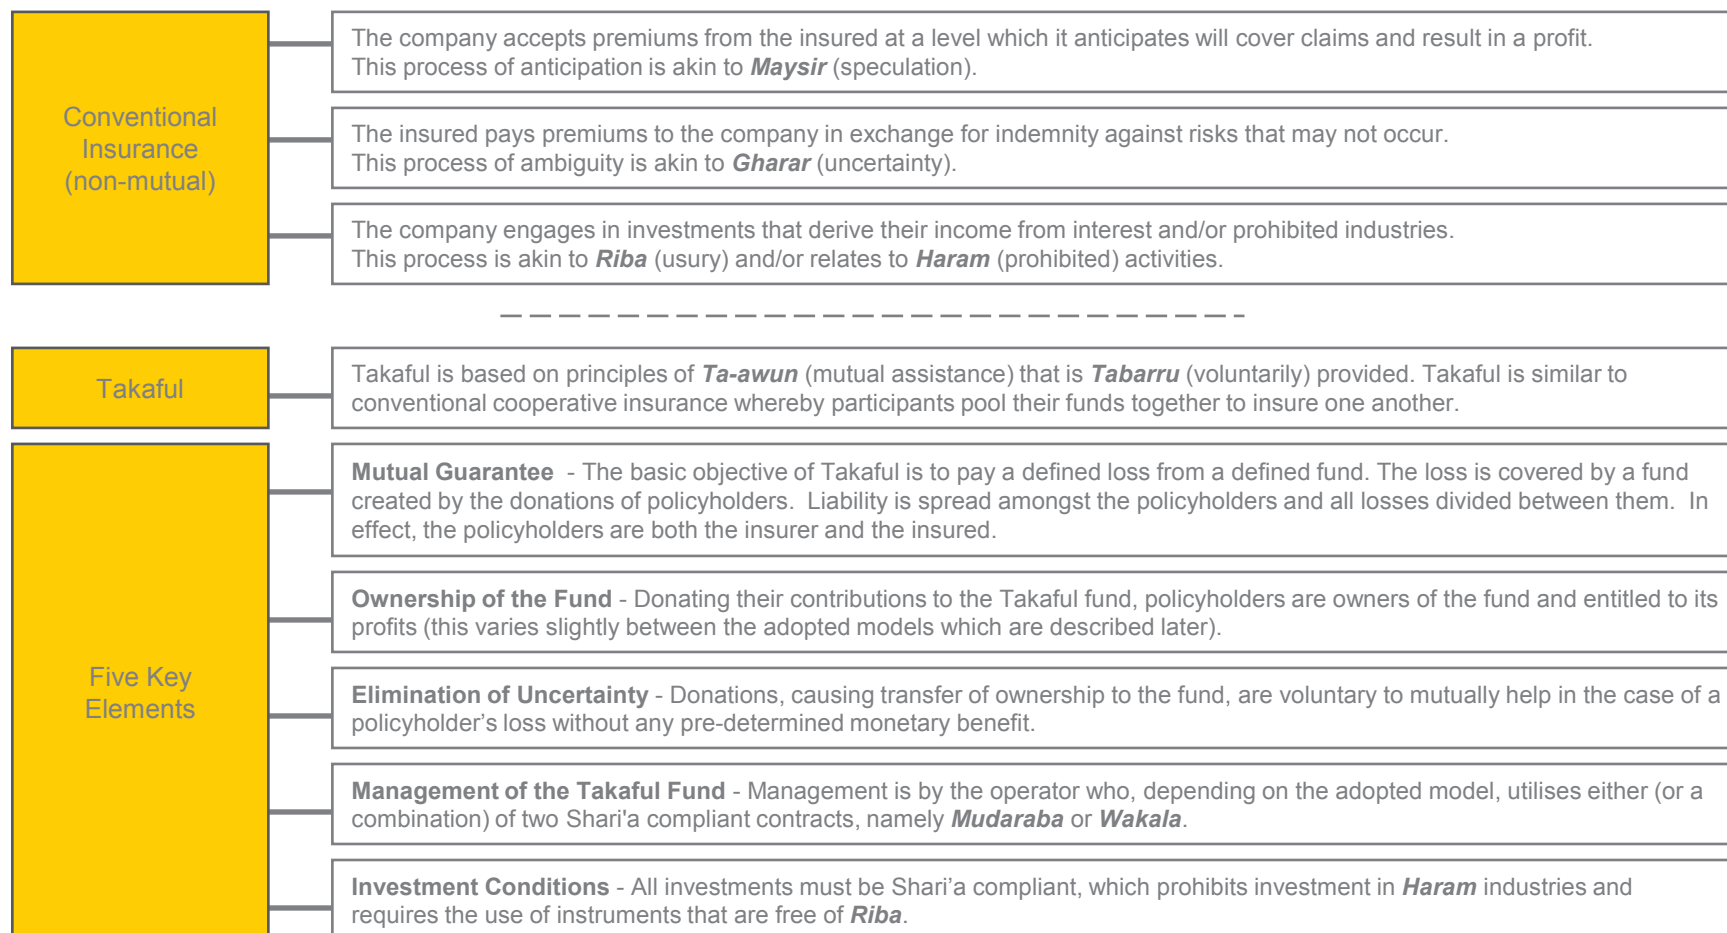 Conventional
Insurance
(non-mutual)
The company accepts premiums from the insured at a level which it anticipates will cover claims and result in a profit.
This process of anticipation is akin to Maysir (speculation).
The insured pays premiums to the company in exchange for indemnity against risks that may not occur.
This process of ambiguity is akin to Gharar (uncertainty).
The company engages in investments that derive their income from interest and/or prohibited industries.
This process is akin to Riba (usury) and/or relates to Haram (prohibited) activities.
Takaful
Takaful is based on principles of Ta-awun (mutual assistance) that is Tabarru (voluntarily) provided. Takaful is similar to
conventional cooperative insurance whereby participants pool their funds together to insure one another.
Five Key
Elements
Mutual Guarantee - The basic objective of Takaful is to pay a defined loss from a defined fund. The loss is covered by a fund
created by the donations of policyholders. Liability is spread amongst the policyholders and all losses divided between them. In
effect, the policyholders are both the insurer and the insured.
Ownership of the Fund - Donating their contributions to the Takaful fund, policyholders are owners of the fund and entitled to its
profits (this varies slightly between the adopted models which are described later).
Elimination of Uncertainty - Donations, causing transfer of ownership to the fund, are voluntary to mutually help in the case of a
policyholder's loss without any pre-determined monetary benefit.
Management of the Takaful Fund - Management is by the operator who, depending on the adopted model, utilises either (or a
combination) of two Shari'a compliant contracts, namely Mudaraba or Wakala.
Investment Conditions - All investments must be Shari'a compliant, which prohibits investment in Haram industries and
requires the use of instruments that are free of Riba.